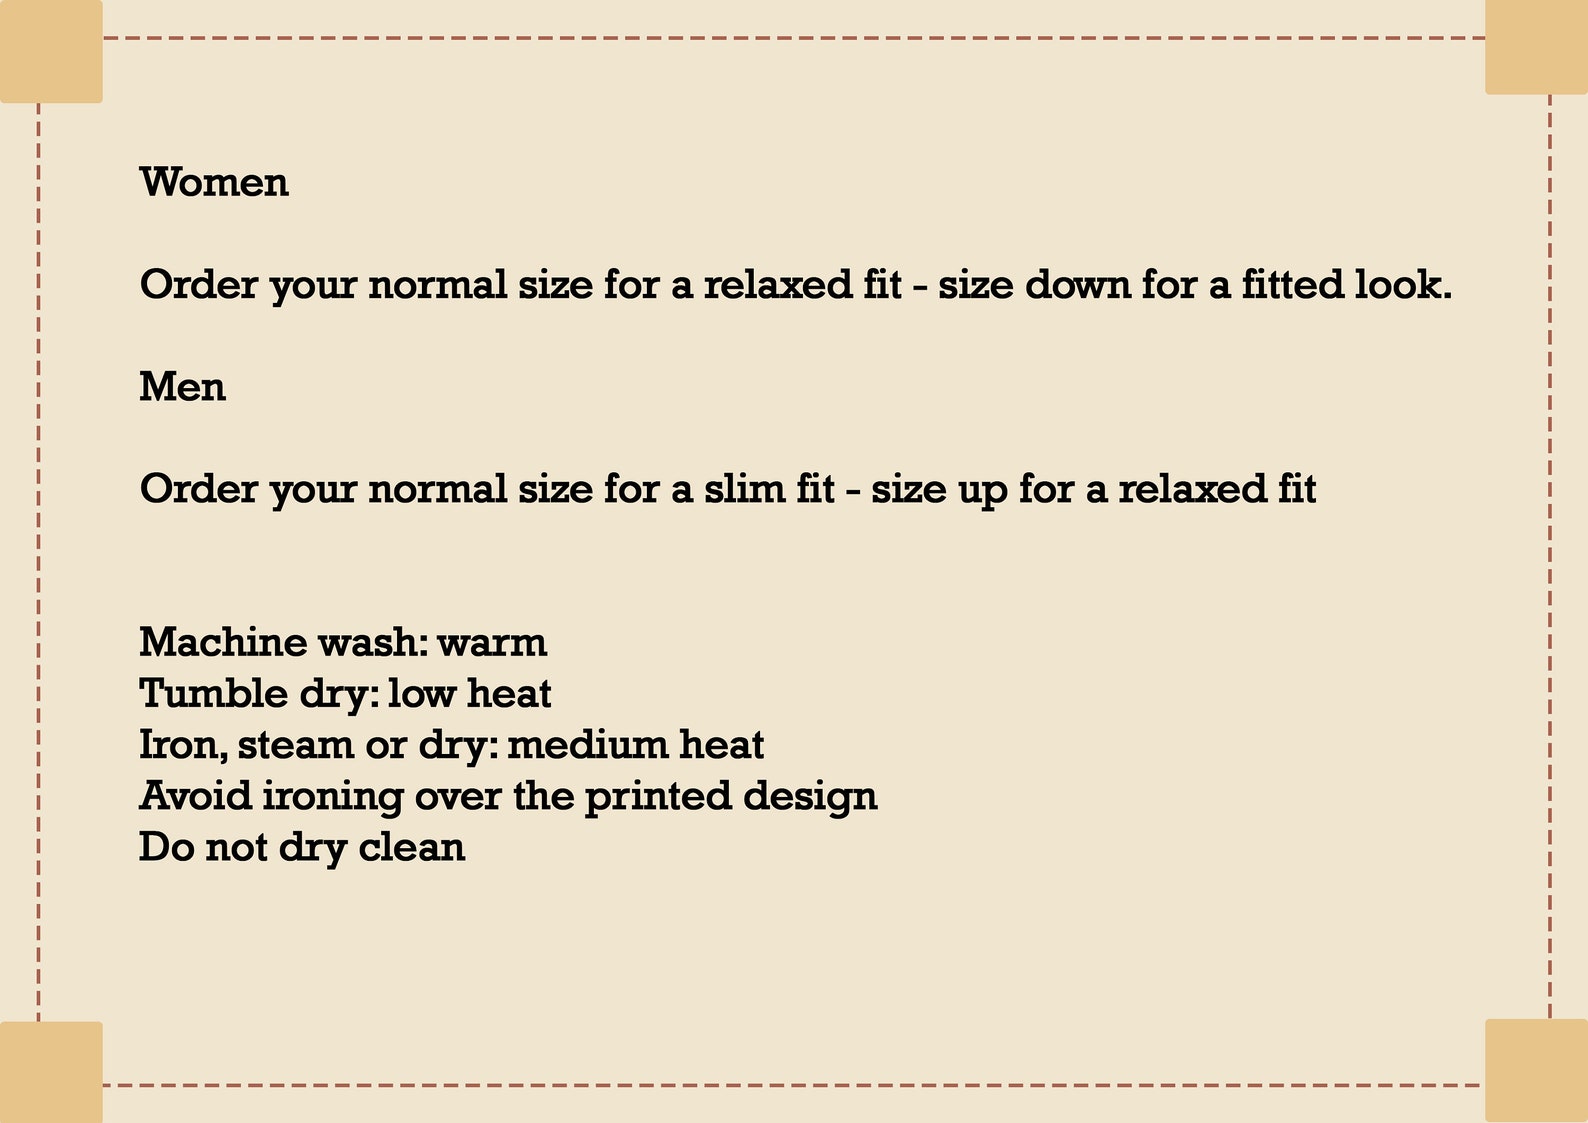 Women
Order your normal size for a relaxed fit - size down for a fitted look.
Men
Order your normal size for a slim fit - size up for a relaxed fit
Machine wash: warm
Tumble dry: low heat
Iron, steam or dry: medium heat
Avoid ironing over the printed design
Do not dry clean